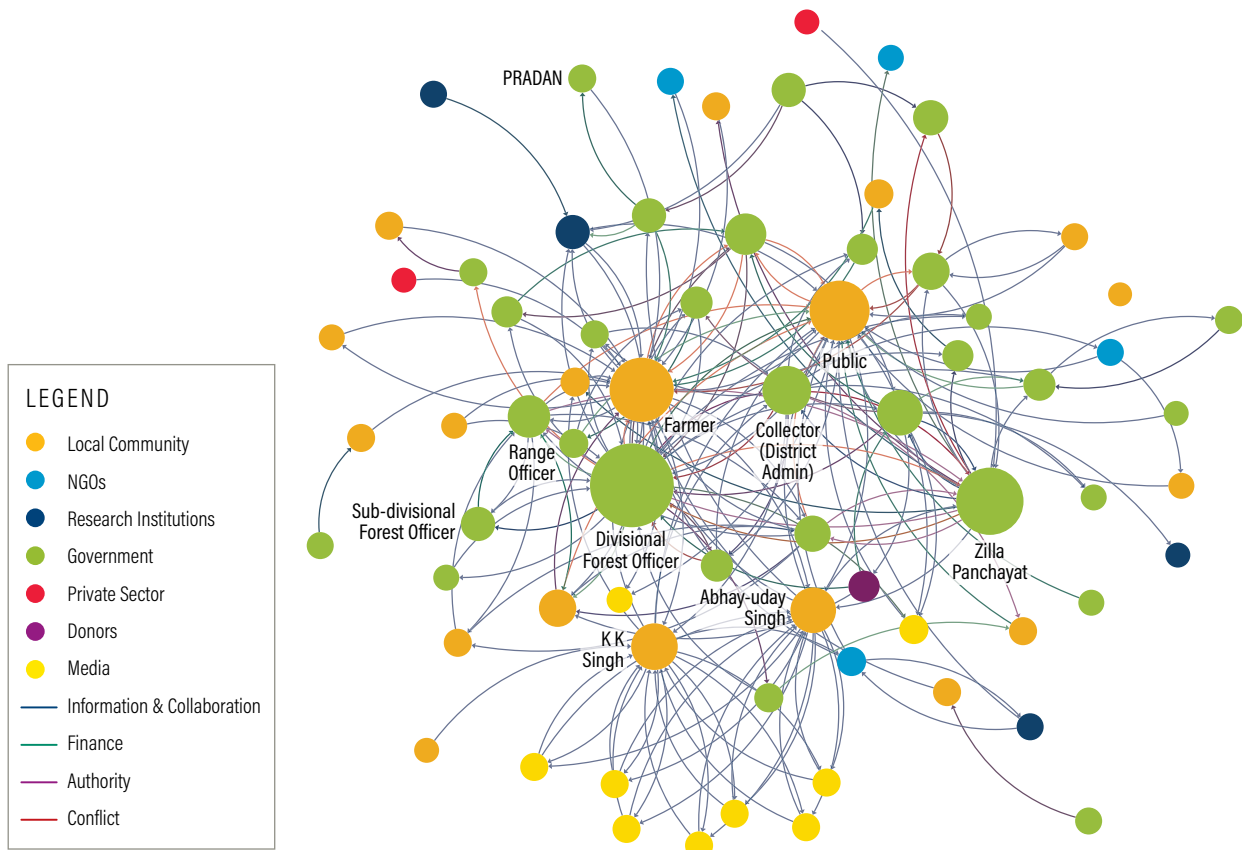 PRADAN
Public
Farmer
Collector
(District
Admin)
Range
Officer
Sub-divisional
Forest Officer
Divisional
Forest Officer
Zilla
Panchayat
Abhay-uday
Singh
K K
Singh
LEGEND
Local Community
NGOs
Research Institutions
Government
Private Sector
Donors
Media
Information & Collaboration
Finance
Authority
Conflict